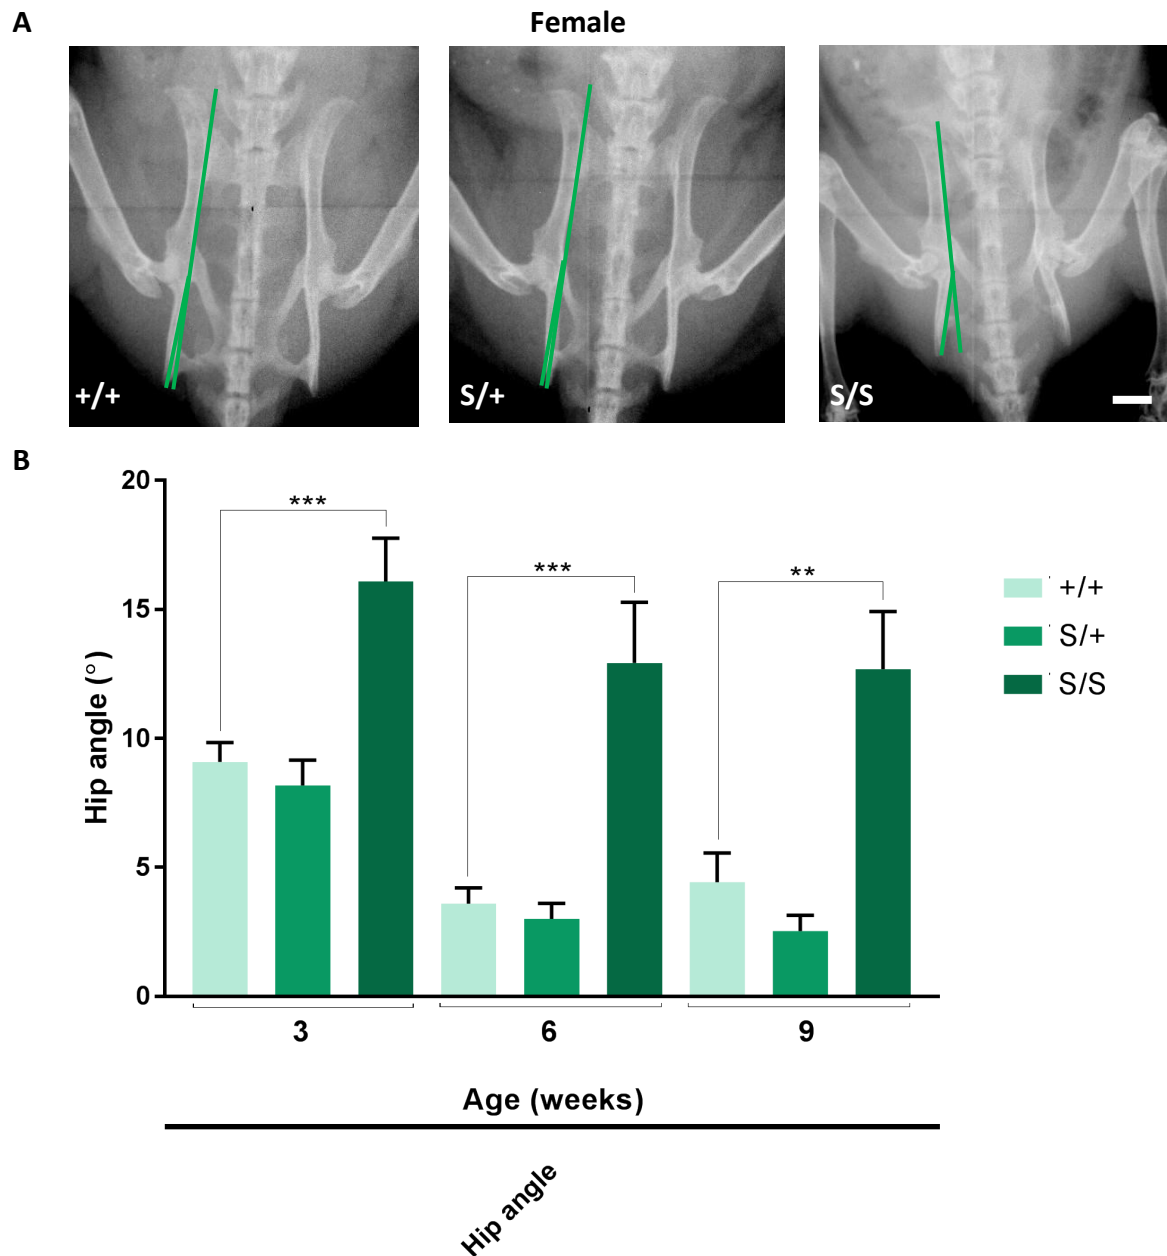 A
Female
+/+
S/+
S/S
B
20
15
10
5
0
Hip angle (°)
***
***
**
+/+
S/+
S/S
3
6
9
Age (weeks)
Hip angle